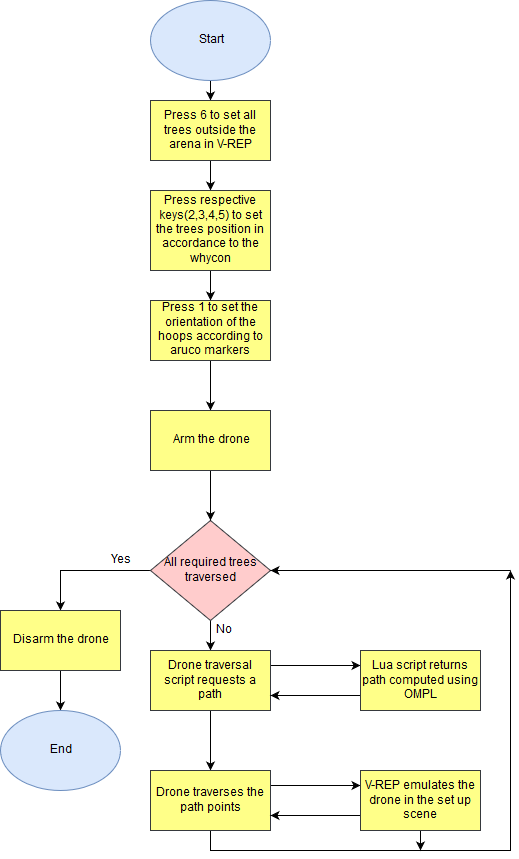 Start
Press 6 to set all
trees outside the
arena in V-REP
Press respective
keys(2,3,4,5) to set
the trees position in
accordance to the
whycon
Press 1 to set the
orientation of the
hoops according to
aruco markers
Arm the drone
All required trees
traversed
Yes
No
Disarm the drone
End
Drone traversal
script requests a
path
Lua script returns
path computed using
OMPL
Drone traverses the
path points
V-REP emulates the
drone in the set up
scene